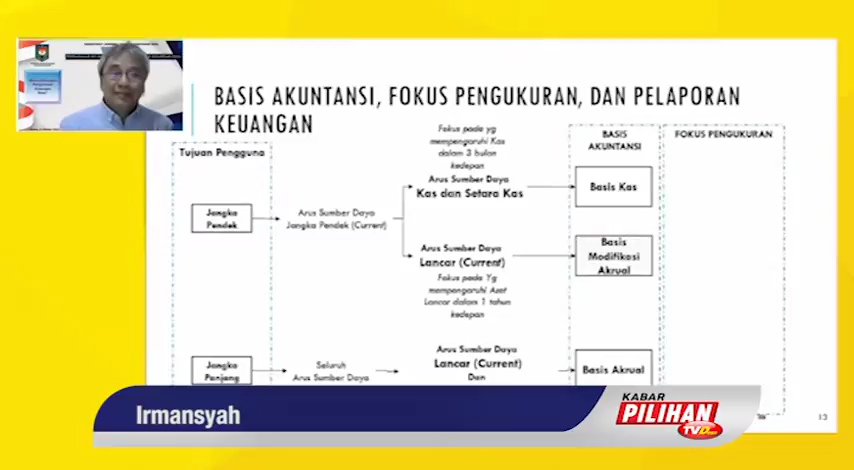 BASIS AKUNTANSI, FOKUS PENGUKURAN, DAN PELAPORAN
KEUANGAN
Tujuan Pengguna
Jangka
Pendek
Arus Sumber Daya
Jangka Pendek (Current)
Fokus pada yg
mempengaruhi Kas
dalam 3 bulan
kedepan
Arus Sumber Daya
Kas dan Setara Kas
Arus Sumber Daya
Lancar (Current)
Fokus pada Yg
mempengaruhi Aset
Lancar dalam 1 tahun
kedepan
BASIS
AKUNTANSI
Basis Kas
Basis
Modifikasi
Akrual
FOKUS PENGUKURAN
Jangka
Panjang
Seluruh
Arus Sumber Daya
Arus Sumber Daya
Lancar (Current)
Dan
Basis Akrual
13
Irmansyah
KABAR
PILIHAN
TVD